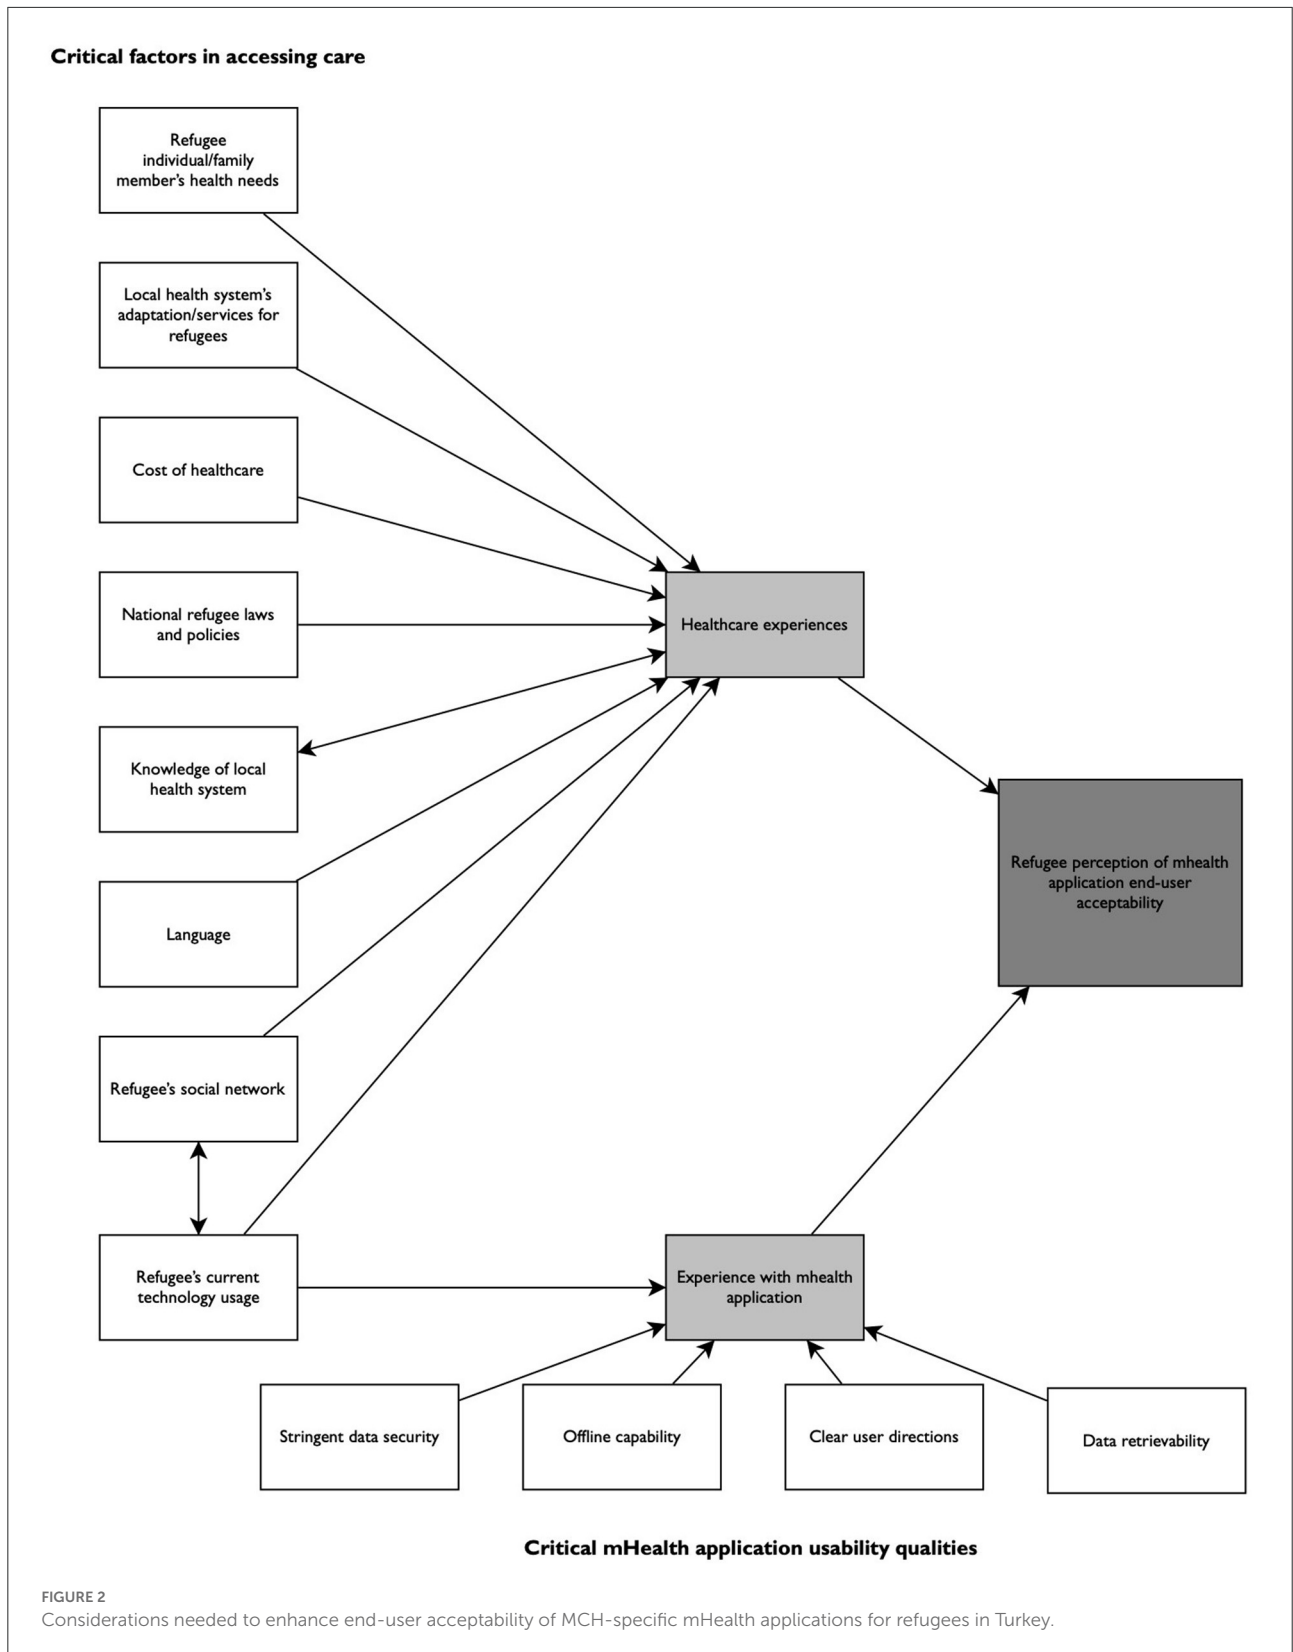 Critical factors in accessing care
Refugee
individual/family
member's health needs
Local health system's
adaptation/services for
refugees
Cost of healthcare
National refugee laws
and policies
Healthcare experiences
Knowledge of local
health system
Refugee perception of mhealth
application end-user
acceptability
Language
Refugee's social network
Refugee's current
technology usage
Experience with mhealth
application
Stringent data security
Offline capability
Clear user directions
Data retrievability
Critical mHealth application usability qualities
FIGURE 2
Considerations needed to enhance end-user acceptability of MCH-specific mHealth applications for refugees in Turkey.